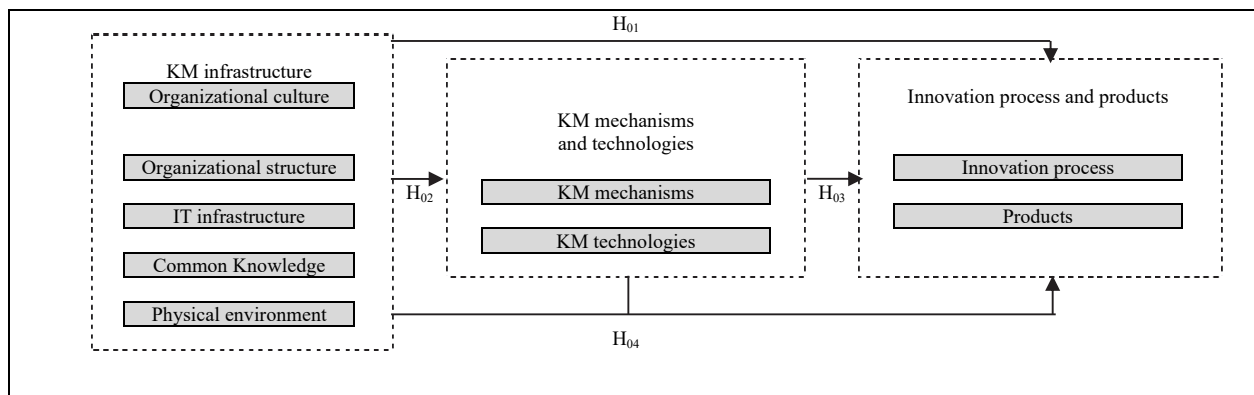 H01
KM infrastructure
Organizational culture
Organizational structure
IT infrastructure
Common Knowledge
Physical environment
H02
KM mechanisms
and technologies
KM mechanisms
KM technologies
H03
Innovation process and products
Innovation process
Products
H04